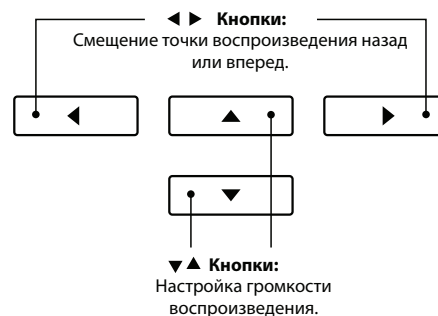 ◀ ▶ Кнопки:
Смещение точки воспроизведения назад
или вперед.
▼▲ Кнопки:
Настройка громкости
воспроизведения.